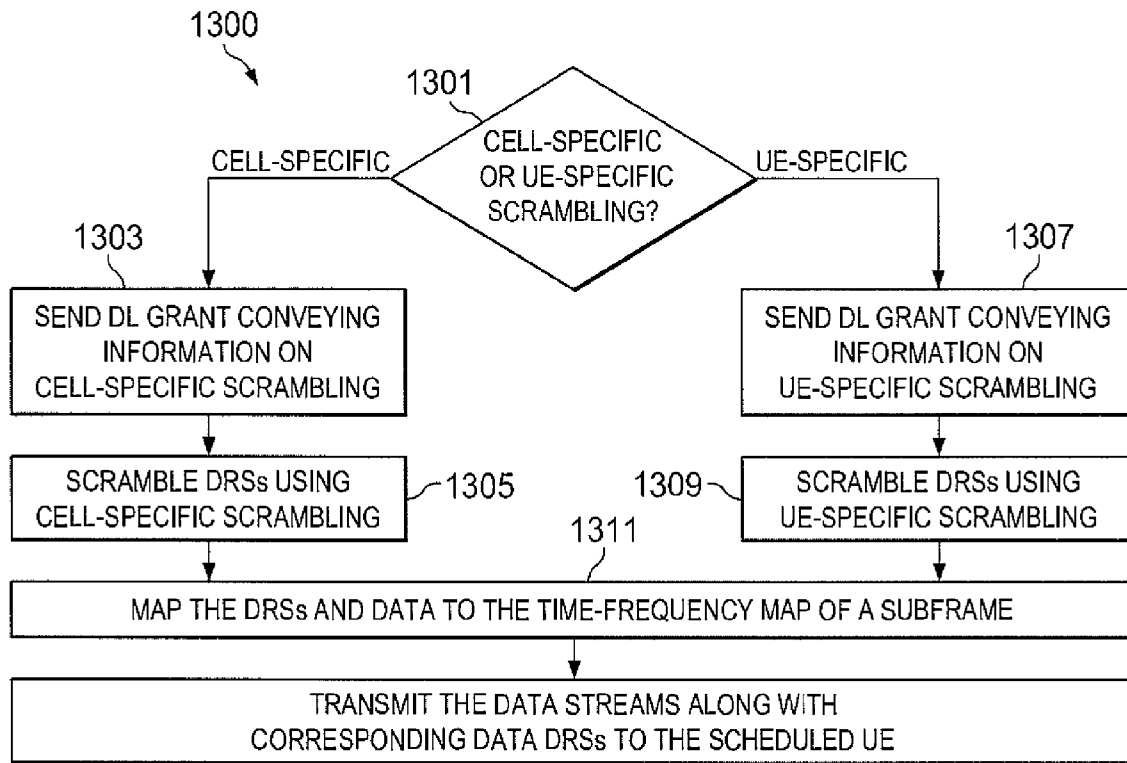 1300
1301
CELL-SPECIFIC
OR UE-SPECIFIC
SCRAMBLING?
CELL-SPECIFIC
UE-SPECIFIC
1303
SEND DL GRANT CONVEYING
INFORMATION ON
CELL-SPECIFIC SCRAMBLING
1307
SEND DL GRANT CONVEYING
INFORMATION ON
UE-SPECIFIC SCRAMBLING
SCRAMBLE DRSs USING
CELL-SPECIFIC SCRAMBLING
1305
1309
SCRAMBLE DRSs USING
UE-SPECIFIC SCRAMBLING
1311
MAP THE DRSs AND DATA TO THE TIME-FREQUENCY MAP OF A SUBFRAME
TRANSMIT THE DATA STREAMS ALONG WITH
CORRESPONDING DATA DRSs TO THE SCHEDULED UE